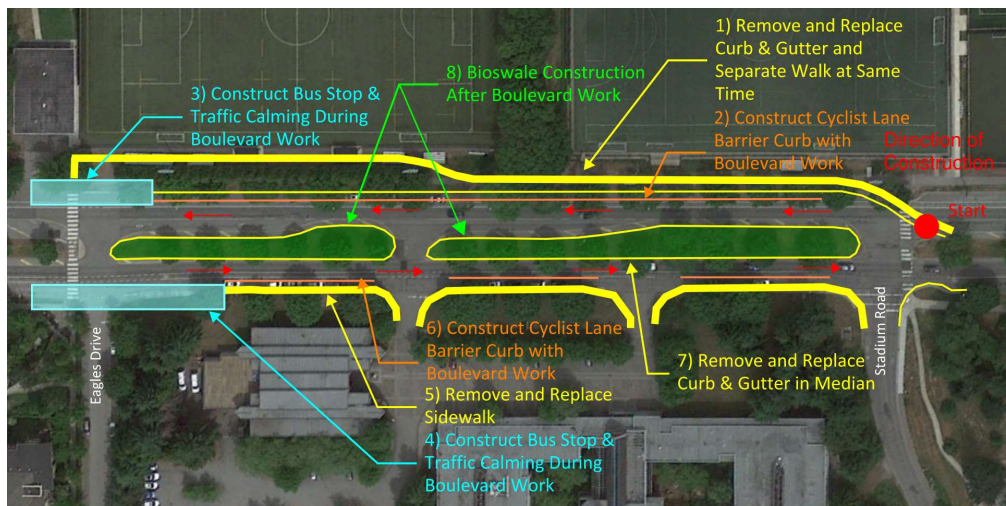 1) Remove and Replace
Curb & Gutter and
Separate Walk at Same
Time
8) Bioswale Construction
After Boulevard Work
3) Construct Bus Stop &
Traffic Calming During
Boulevard Work
2) Construct Cyclist Lane
Barrier Curb with
Boulevard Work
Direction of
Construction
Start
6) Construct Cyclist Lane
Barrier Curb with
Boulevard Work
7) Remove and Replace
Curb & Gutter in Median
5) Remove and Replace
Sidewalk
4) Construct Bus Stop &
Traffic Calming During
Boulevard Work
Eagles Drive
Stadium Road